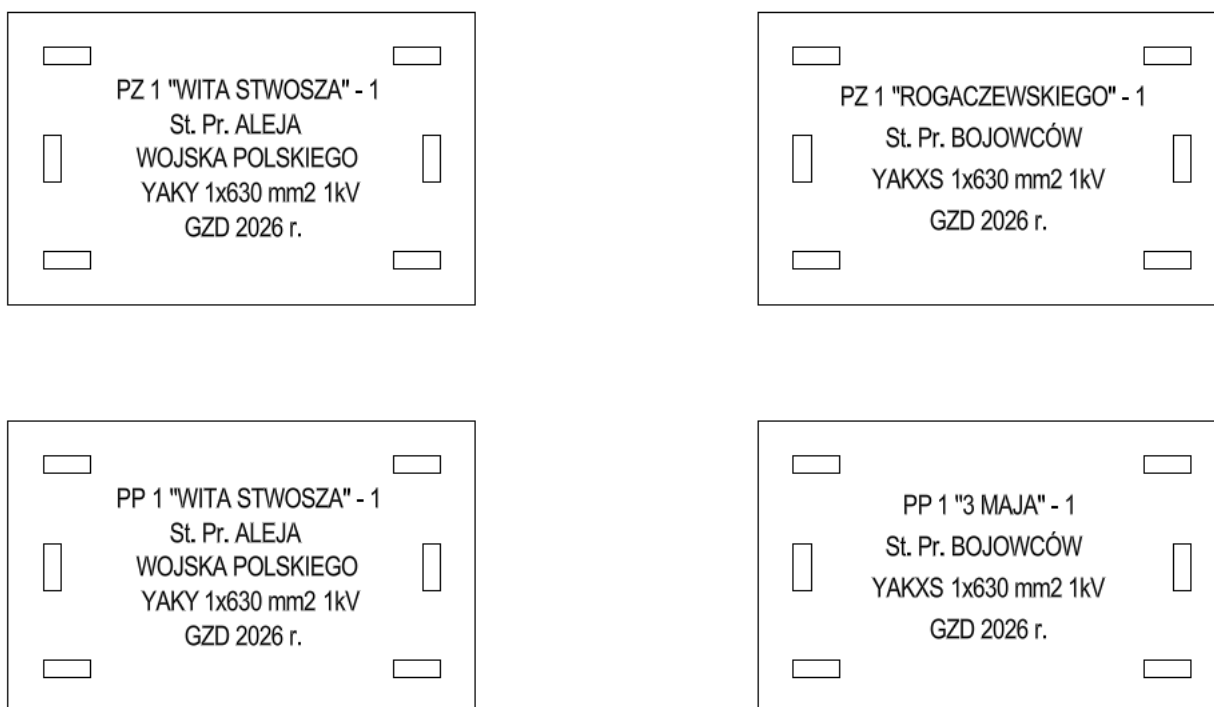 PZ 1 "WITA STWOSZA" - 1
St. Pr. ALEJA
WOJSKA POLSKIEGO
YAKY 1x630 mm2 1kV
GZD 2026 r.
PZ 1 "ROGACZEWSKIEGO" - 1
St. Pr. BOJOWCÓW
YAKXS 1x630 mm2 1kV
GZD 2026 r.
PP 1 "WITA STWOSZA" - 1
St. Pr. ALEJA
WOJSKA POLSKIEGO
YAKY 1x630 mm2 1kV
GZD 2026 r.
PP 1 "3 MAJA" - 1
St. Pr. BOJOWCÓW
YAKXS 1x630 mm2 1kV
GZD 2026 r.